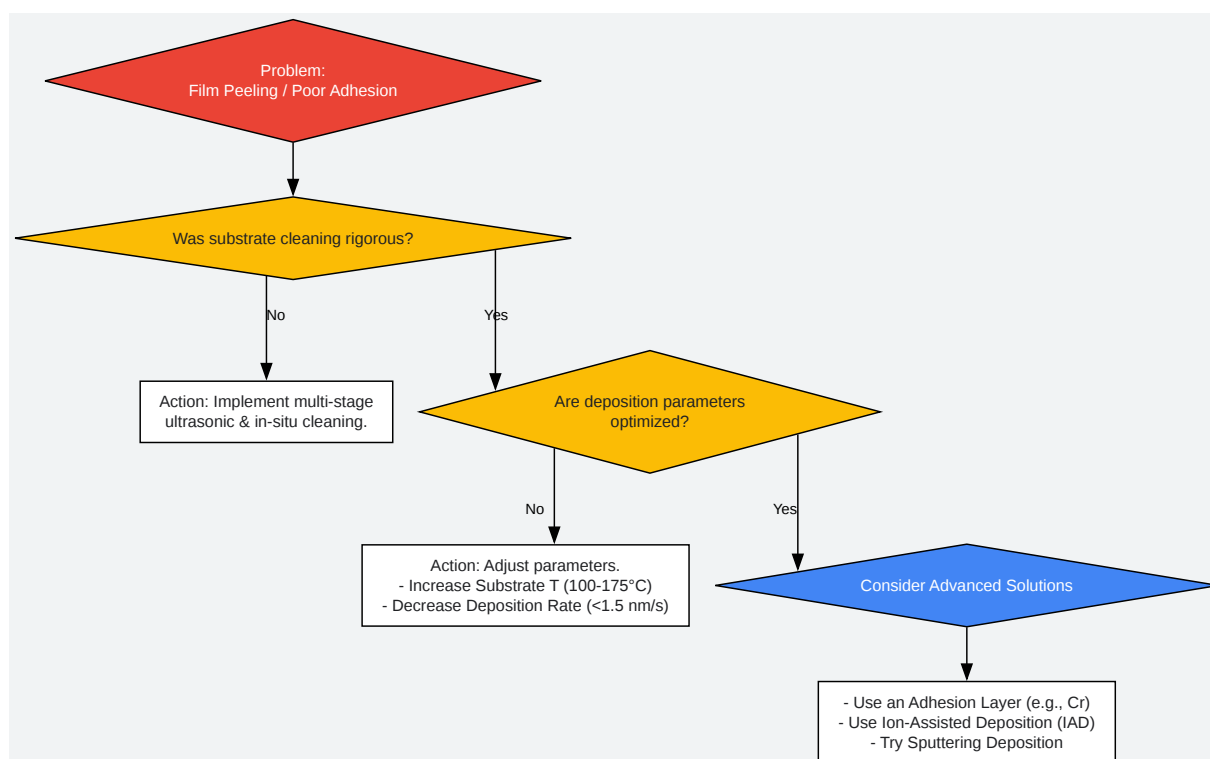 Problem:
Film Peeling / Poor Adhesion
Was substrate cleaning rigorous?
No
Yes
Action: Implement multi-stage
ultrasonic & in-situ cleaning.
Are deposition parameters
optimized?
No
Yes
Action: Adjust parameters.
- Increase Substrate T (100-175°C)
- Decrease Deposition Rate (<1.5 nm/s)
Consider Advanced Solutions
- Use an Adhesion Layer (e.g., Cr)
- Use Ion-Assisted Deposition (IAD)
- Try Sputtering Deposition